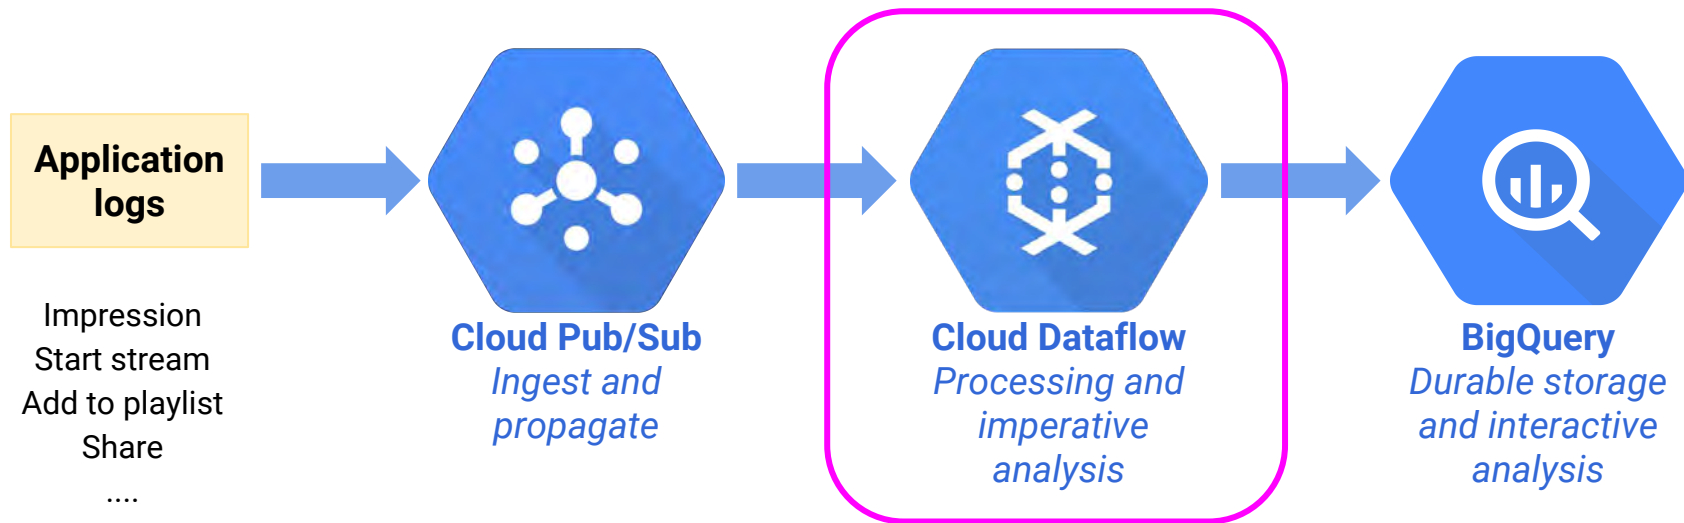 Application
logs
Impression
Start stream
Add to playlist
Share
....
Cloud Pub/Sub
Ingest and
propagate
Cloud Dataflow
Processing and
imperative
analysis
BigQuery
Durable storage
and interactive
analysis